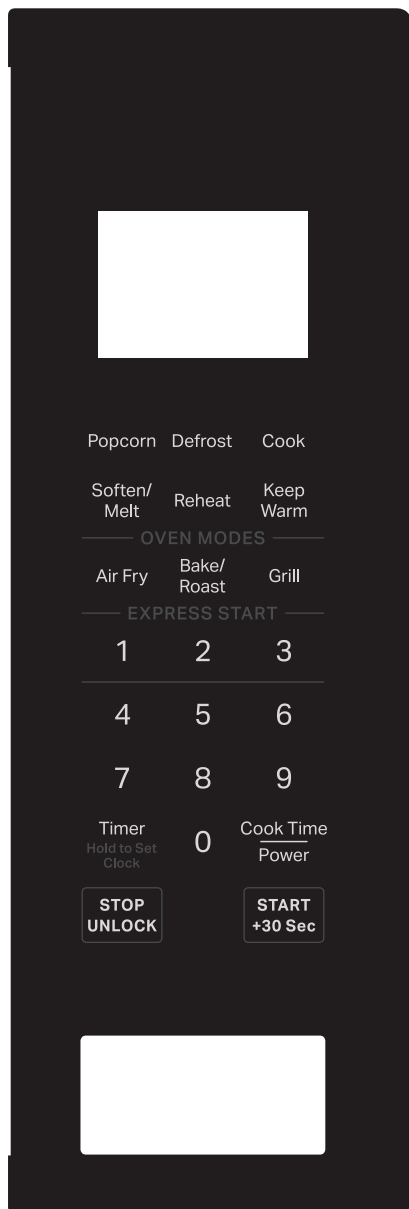 Popcorn Defrost Cook
Soften/
Melt
Reheat
Keep
Warm
OVEN MODES
Air Fry
Bake/
Roast
Grill
EXPRESS START
1 2 3
4 5 6
7 8 9
Timer
Hold to Set
Clock
0
Cook Time
Power
STOP
UNLOCK
START
+30 Sec